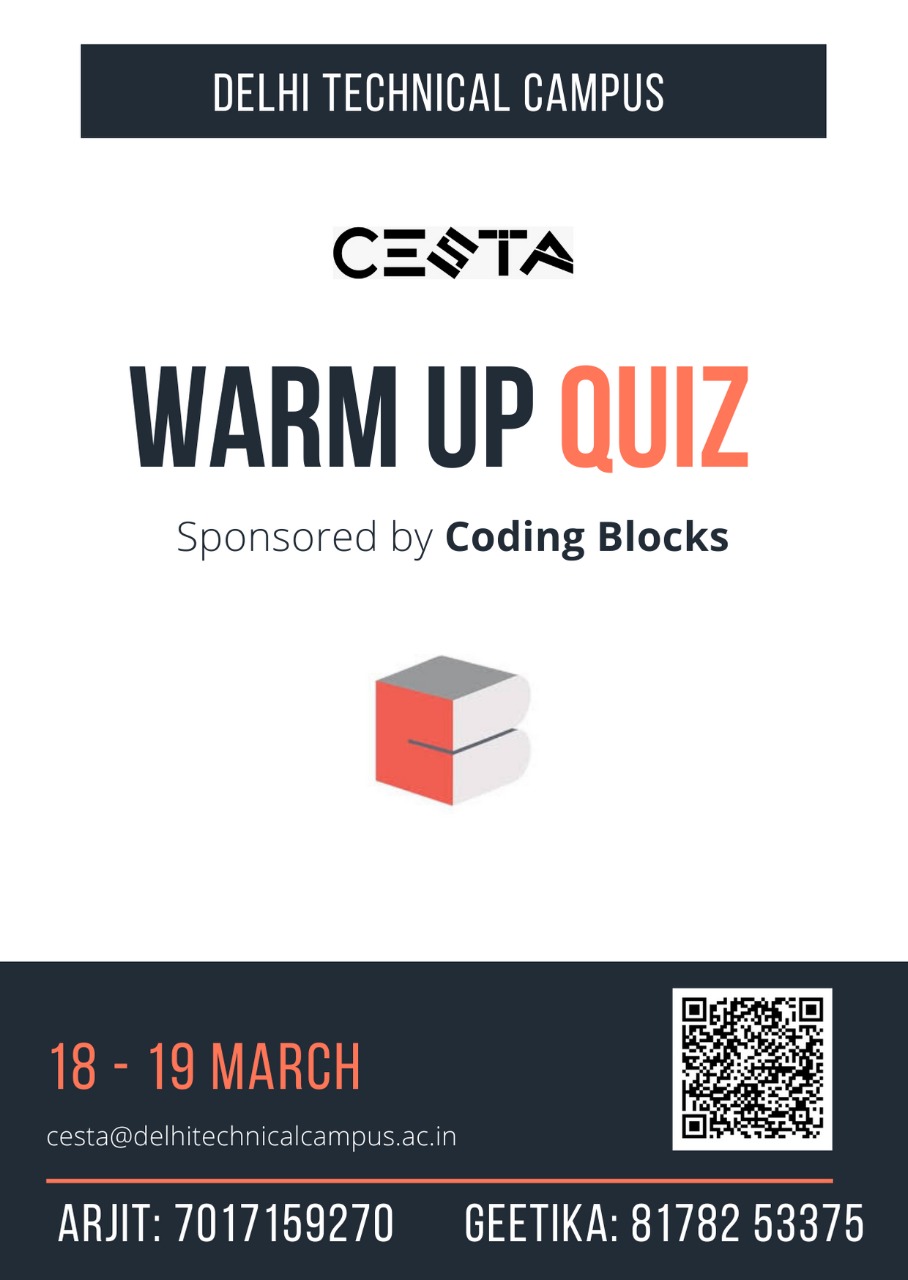 DELHI TECHNICAL CAMPUS
CESTA
WARM UP QUIZ
Sponsored by Coding Blocks
18 - 19 MARCH
cesta@delhitechnicalcampus.ac.in
ARJIT: 7017159270 GEETIKA: 81782 53375